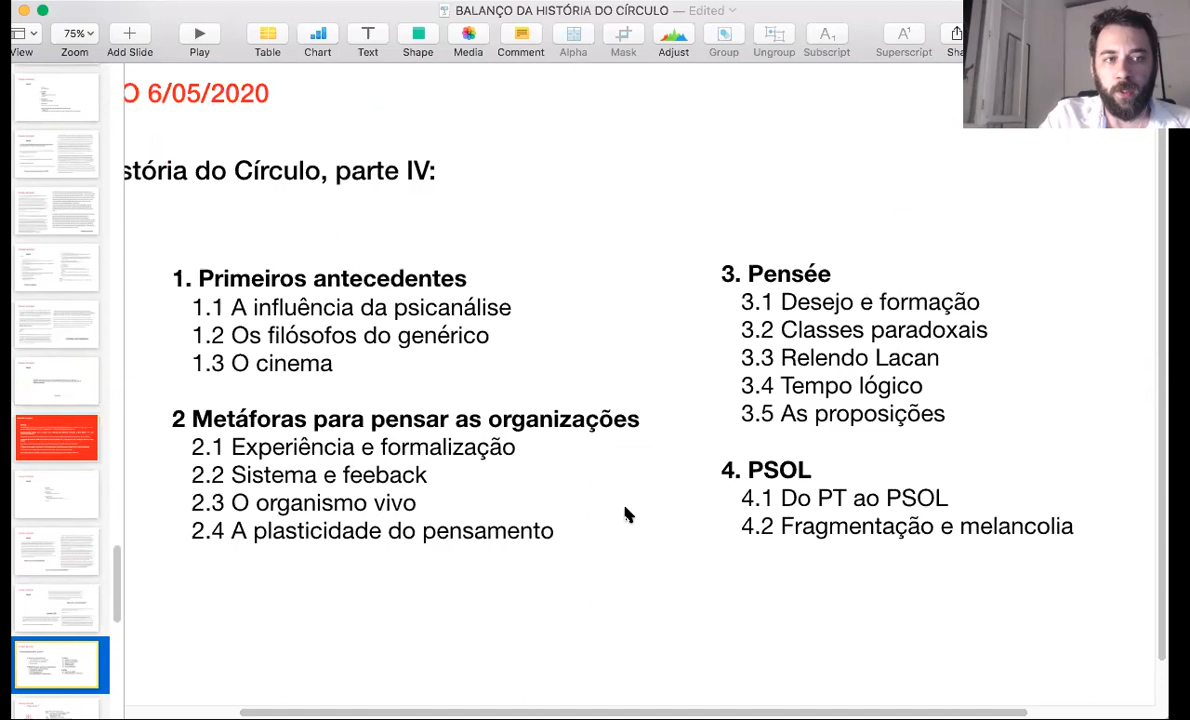 BALANÇO DA HISTÓRIA DO CÍRCULO — Edited
View
75%
Zoom
Add Slide
Play
Table
Chart
Text
Shape
Media
Comment
Alpha
Mask
Adjust
Group
Ungroup
Subscript
Superscript
O 6/05/2020
stória do Círculo, parte IV:
1. Primeiros antecedentes
1.1 A influência da psicanálise
1.2 Os filósofos do genérico
1.3 O cinema
2 Metáforas para pensar as organizações
2.1 Experiência e formalização
2.2 Sistema e feeback
2.3 O organismo vivo
2.4 A plasticidade do pensamento
3. Pensée
3.1 Desejo e formação
3.2 Classes paradoxais
3.3 Relendo Lacan
3.4 Tempo lógico
3.5 As proposições
4. PSOL
4.1 Do PT ao PSOL
4.2 Fragmentação e melancolia